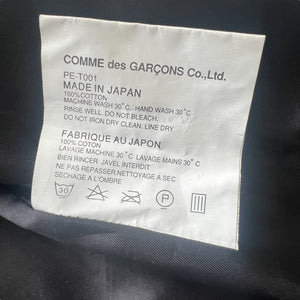 COMME des GARÇONS Co.,Ltd.
PE-T001
MADE IN JAPAN
100%COTTON
MACHINE WASH 30°C HAND WASH 30°C
RINSE WELL. DO NOT BLEACH.
DO NOT IRON DRY CLEAN. LINE DRY
FABRIQUE AU JAPON
100% COTON
LAVAGE MACHINE 30°C LAVAGE MAINS 30°C
BIEN RINCER JAVEL INTERDIT
NE PAS REPASSER.NETTOYAGE A SEC
SECHAGE A L'OMBRE
30 P